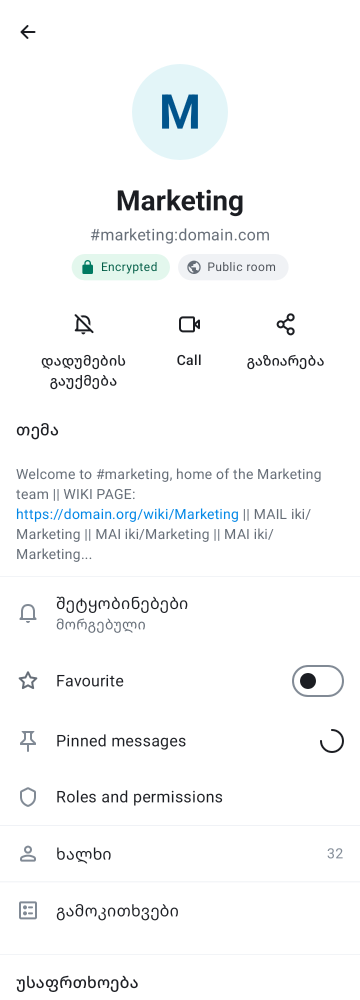 M
Marketing
#marketing:domain.com
Encrypted
Public room
დადუმების
გაუქმება
Call
გაზიარება
თემა
Welcome to #marketing, home of the Marketing
team || WIKI PAGE:
https://domain.org/wiki/Marketing || MAIL iki/
Marketing || MAI iki/Marketing || MAI iki/
Marketing...
შეტყობინებები
მორგებული
Favourite
Pinned messages
Roles and permissions
ხალხი
32
გამოკითხვები
უსაფრთხოება